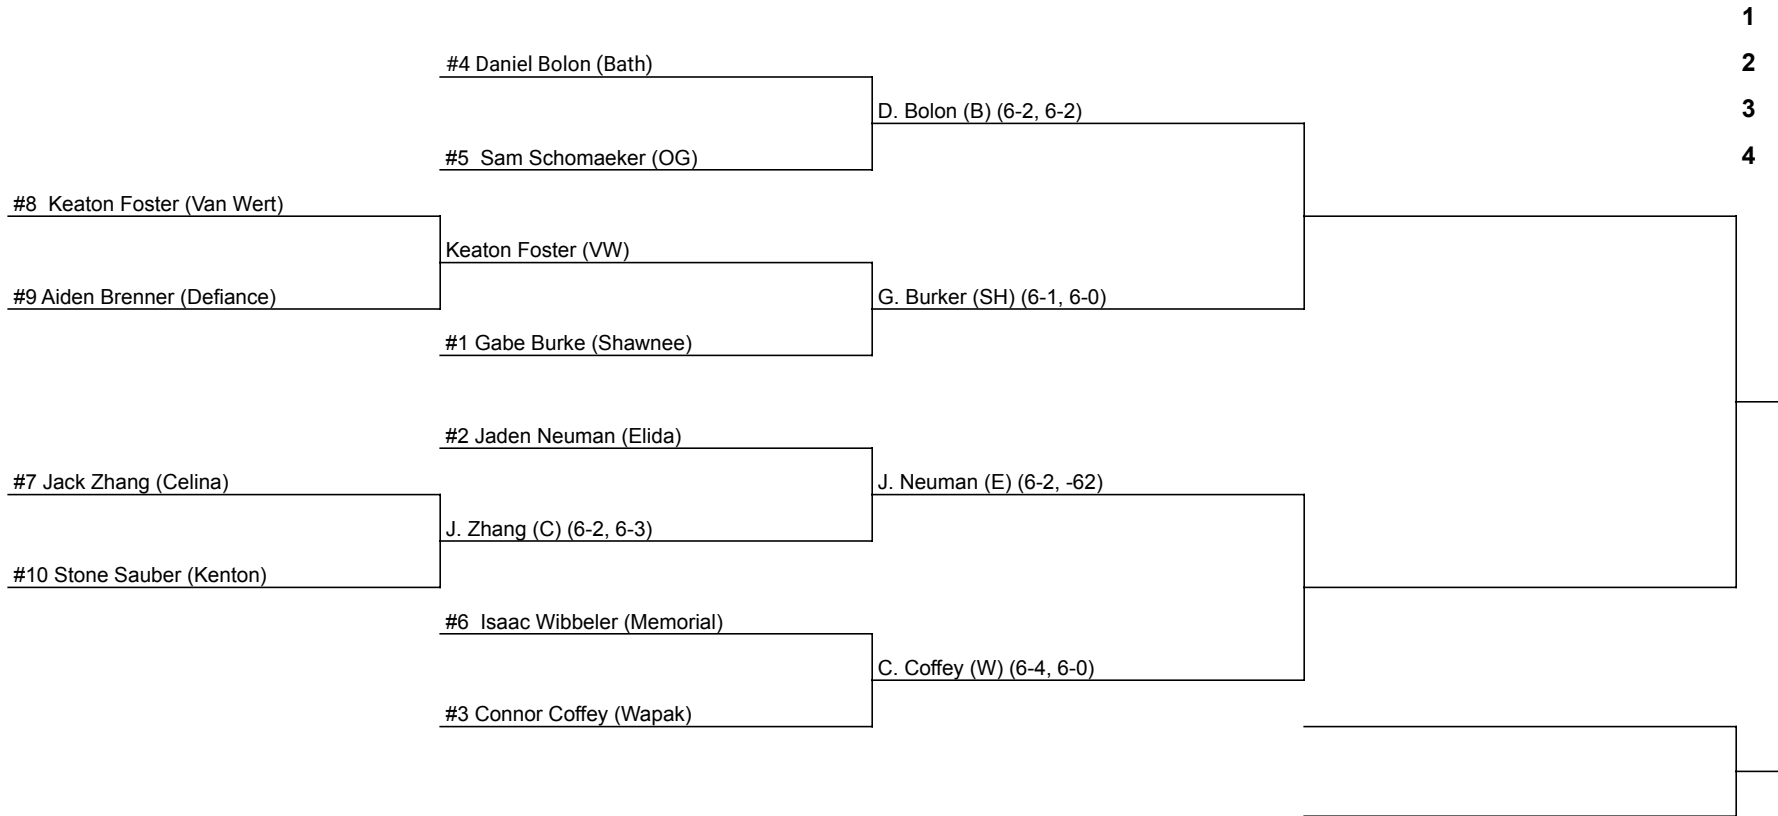 1
#4 Daniel Bolon (Bath)
2
D. Bolon (B) (6-2, 6-2)
3
#5 Sam Schomaeker (OG)
4
#8 Keaton Foster (Van Wert)
Keaton Foster (VW)
#9 Aiden Brenner (Defiance)
G. Burker (SH) (6-1, 6-0)
#1 Gabe Burke (Shawnee)
#2 Jaden Neuman (Elida)
#7 Jack Zhang (Celina)
J. Neuman (E) (6-2, -62)
J. Zhang (C) (6-2, 6-3)
#10 Stone Sauber (Kenton)
#6 Isaac Wibbeler (Memorial)
C. Coffey (W) (6-4, 6-0)
#3 Connor Coffey (Wapak)